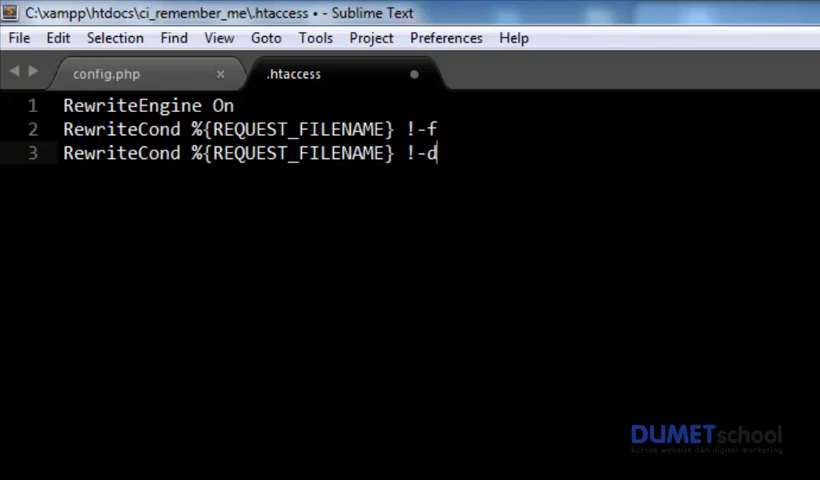 C:\xampp\htdocs\ci_remember_me\.htaccess • - Sublime Text
File Edit Selection Find View Goto Tools Project Preferences Help
config.php × .htaccess
1 RewriteEngine On
2 RewriteCond %{REQUEST_FILENAME} !-f
3 RewriteCond %{REQUEST_FILENAME} !-d
DUMETschool
kursus website dan digital marketing